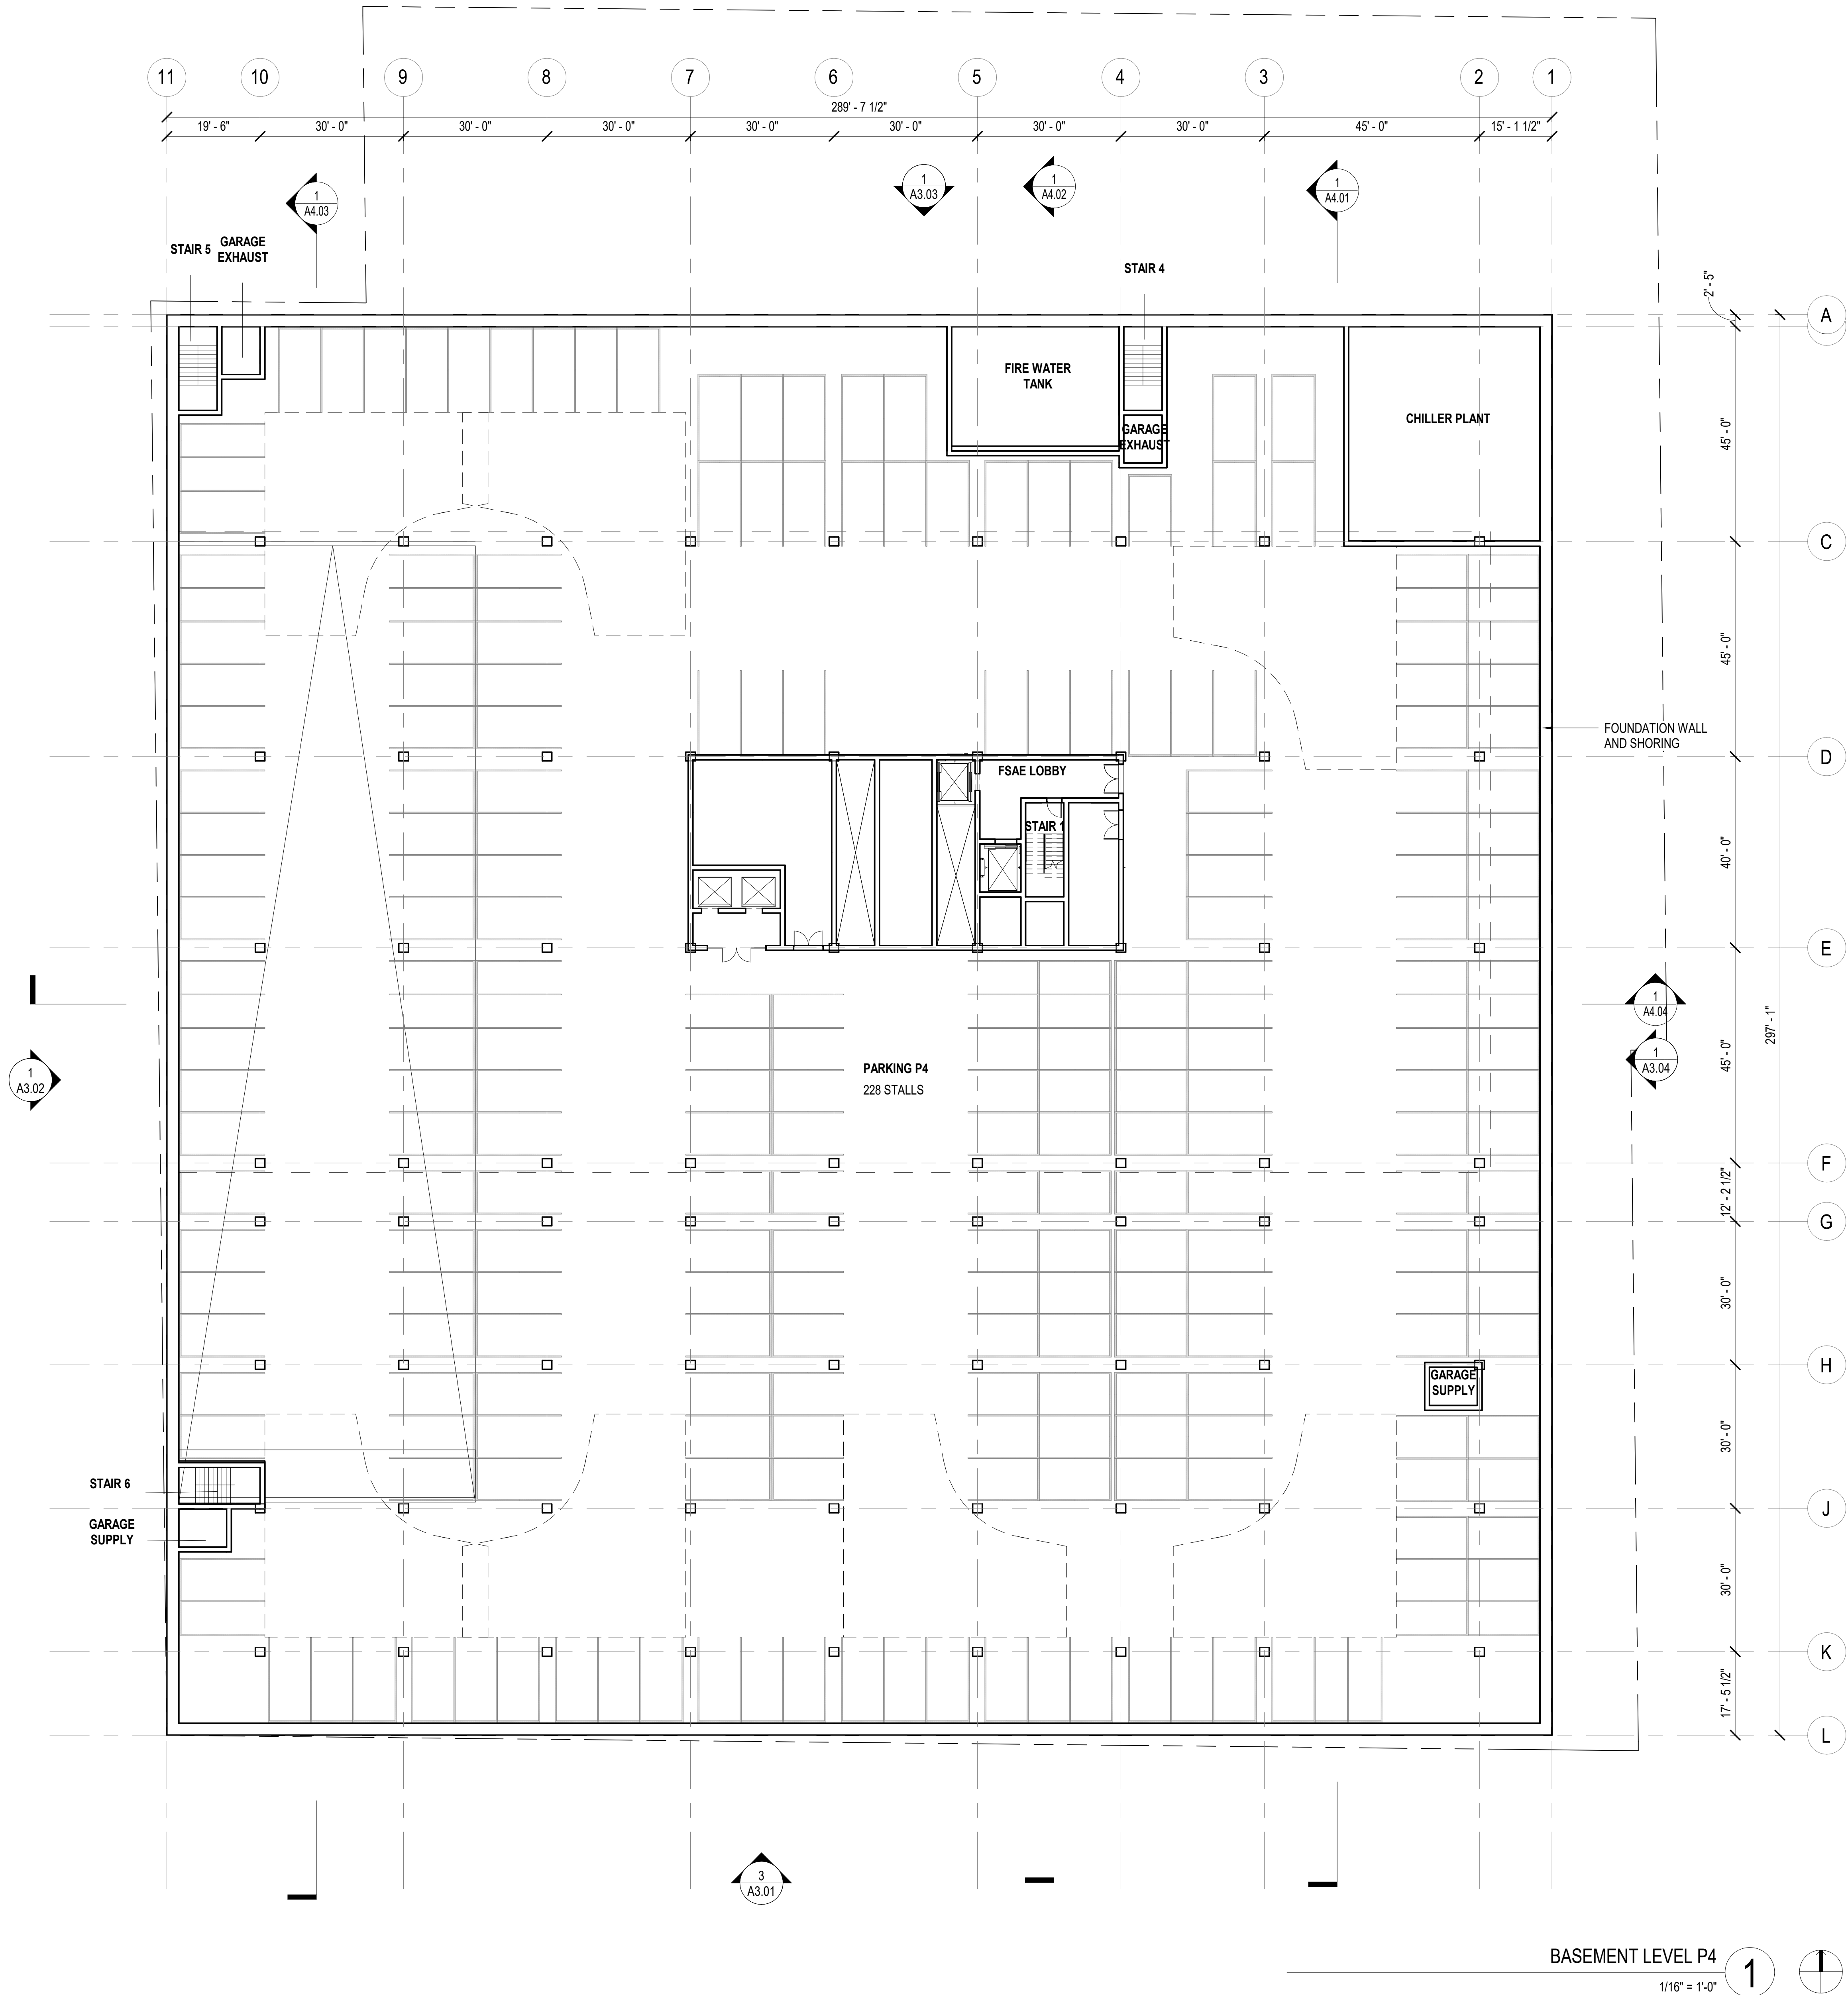 11
10
9
8
7
6
5
4
3
2
1
289' - 7 1/2"
19' - 6"
30' - 0"
30' - 0"
30' - 0"
30' - 0"
30' - 0"
30' - 0"
30' - 0"
45' - 0"
15' - 1 1/2"
1
A4.03
1
A3.03
1
A4.02
1
A4.01
STAIR 5
GARAGE
EXHAUST
STAIR 4
2' - 5"
A
FIRE WATER
TANK
GARAGE
EXHAUST
CHILLER PLANT
45' - 0"
C
45' - 0"
FOUNDATION WALL
AND SHORING
D
FSAE LOBBY
STAIR 1
40' - 0"
E
1
A4.04
297' - 1"
1
A3.04
45' - 0"
1
A3.02
PARKING P4
228 STALLS
F
12' - 2 1/2"
G
30' - 0"
H
GARAGE
SUPPLY
30' - 0"
STAIR 6
J
GARAGE
SUPPLY
30' - 0"
K
17' - 5 1/2"
L
3
A3.01
BASEMENT LEVEL P4
1
1/16" = 1'-0"